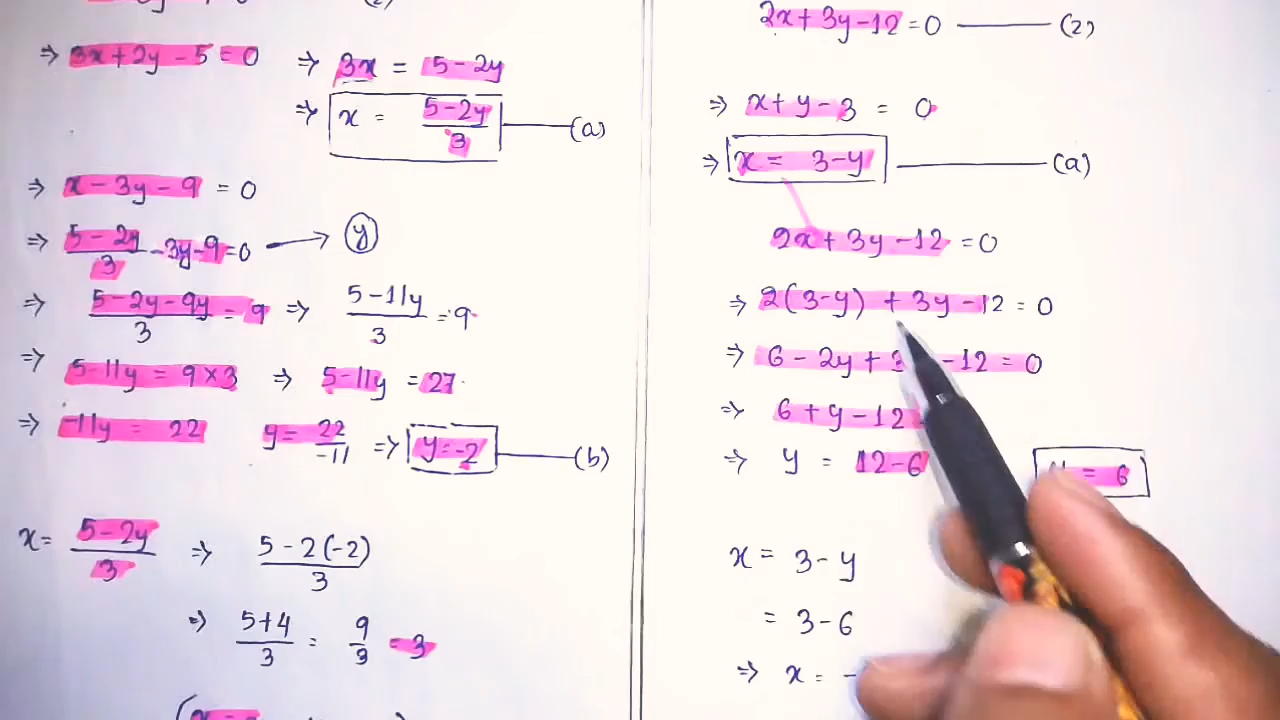 (2)
⇒ 3x + 2y - 5 = 0
⇒ 3x = 5 - 2y
⇒ x = (5 - 2y)/3 —— (a)
⇒ x - 3y - 9 = 0
⇒ (5 - 2y)/3 - 3y - 9 = 0 → y
⇒ (5 - 2y - 9y)/3 = 9 ⇒ (5 - 11y)/3 = 9
⇒ 5 - 11y = 9 × 3 ⇒ 5 - 11y = 27
⇒ -11y = 22 y = 22/-11 ⇒ y = -2 —— (b)
x = (5 - 2y)/3 ⇒ (5 - 2(-2))/3
⇒ (5 + 4)/3 = 9/3 = 3
2x + 3y - 12 = 0 —— (2)
⇒ x + y - 3 = 0
⇒ x = 3 - y —— (a)
2x + 3y - 12 = 0
⇒ 2(3 - y) + 3y - 12 = 0
⇒ 6 - 2y + 3 - 12 = 0
⇒ 6 + y - 12
⇒ y = 12 - 6
= 6
x = 3 - y
= 3 - 6
⇒ x = -